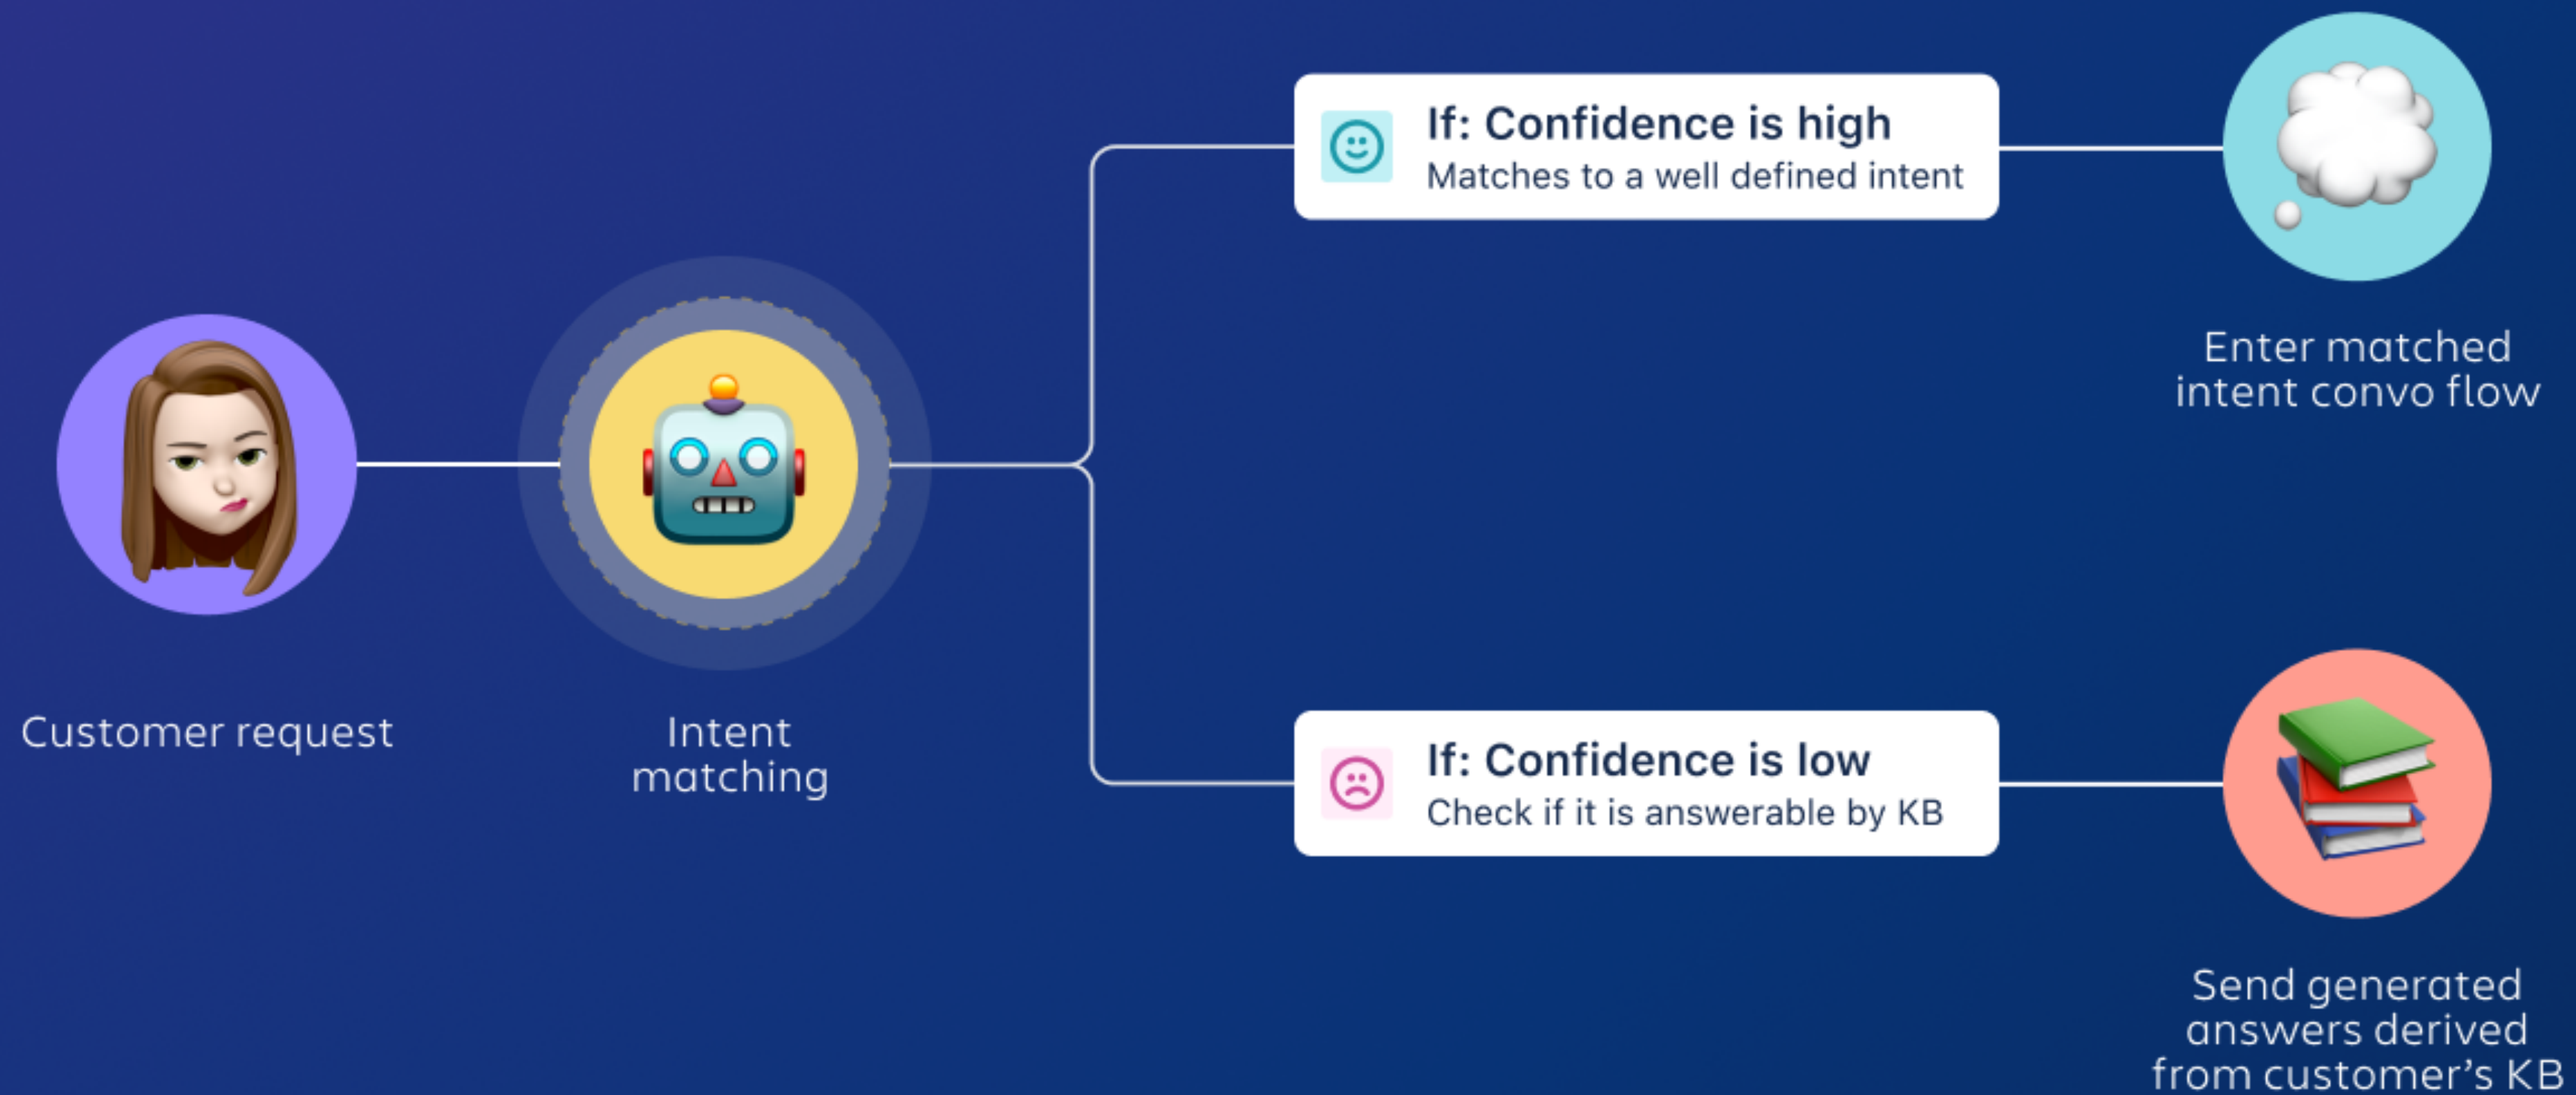 Customer request
Intent
matching
If: Confidence is high
Matches to a well defined intent
Enter matched
intent convo flow
If: Confidence is low
Check if it is answerable by KB
Send generated
answers derived
from customer’s KB